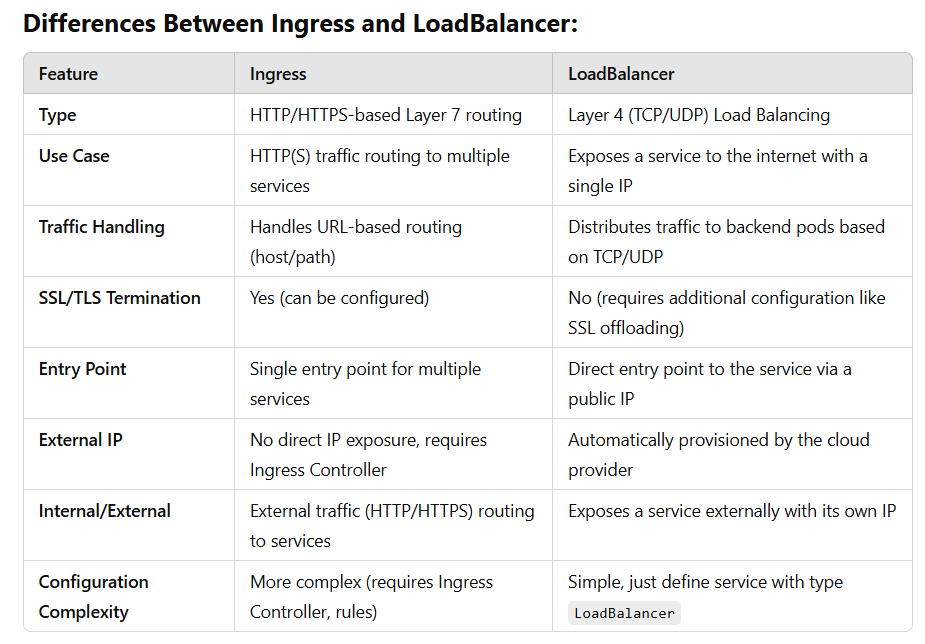 Differences Between Ingress and LoadBalancer:
Feature
Ingress
LoadBalancer
Type
HTTP/HTTPS-based Layer 7 routing
Layer 4 (TCP/UDP) Load Balancing
Use Case
HTTP(S) traffic routing to multiple
services
Exposes a service to the internet with a
single IP
Traffic Handling
Handles URL-based routing
(host/path)
Distributes traffic to backend pods based
on TCP/UDP
SSL/TLS Termination
Yes (can be configured)
No (requires additional configuration like
SSL offloading)
Entry Point
Single entry point for multiple
services
Direct entry point to the service via a
public IP
External IP
No direct IP exposure, requires
Ingress Controller
Automatically provisioned by the cloud
provider
Internal/External
External traffic (HTTP/HTTPS) routing
to services
Exposes a service externally with its own IP
Configuration
Complexity
More complex (requires Ingress
Controller, rules)
Simple, just define service with type
LoadBalancer